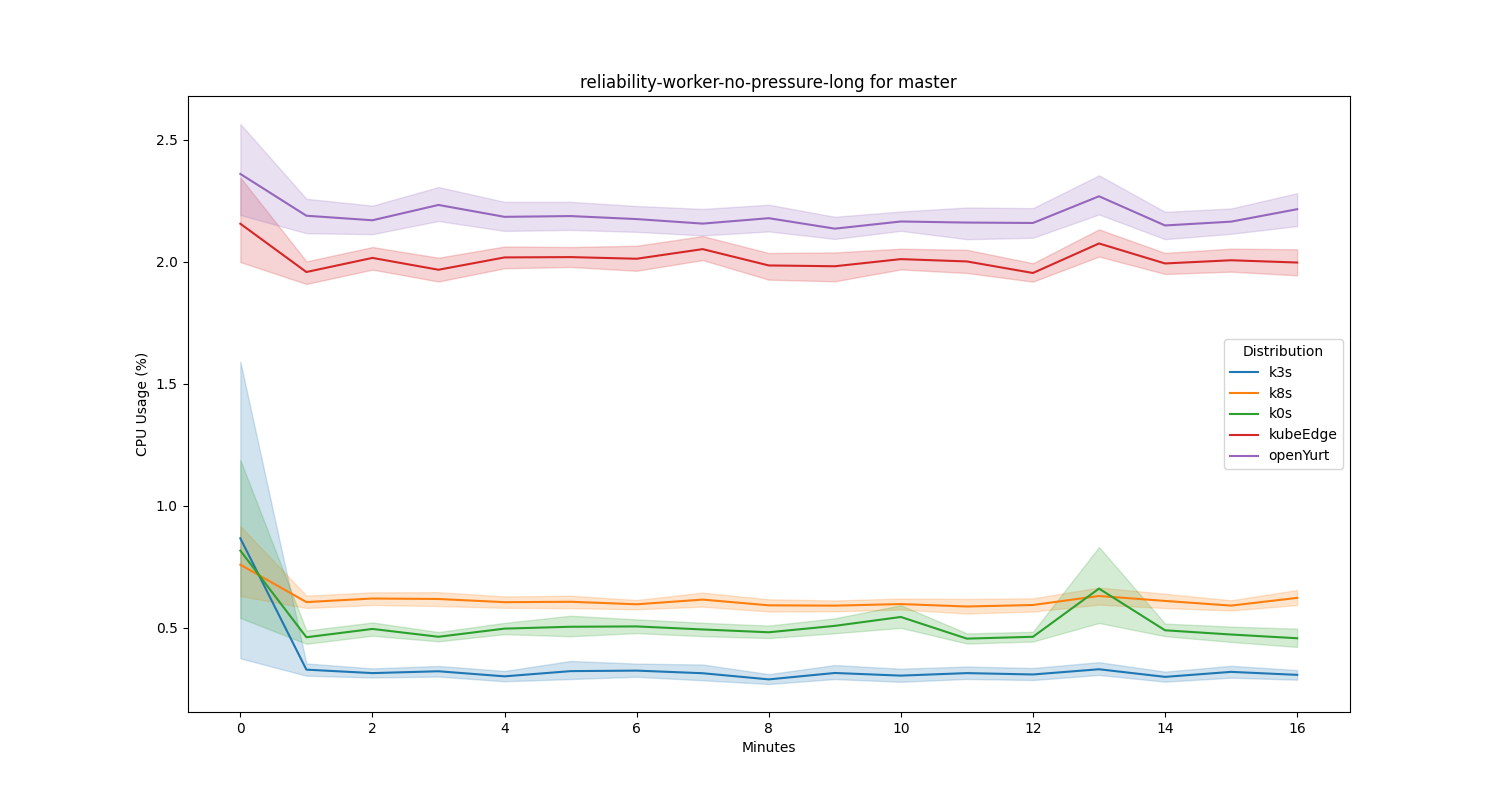 reliability-worker-no-pressure-long for master
2.5
2.0
1.5
1.0
0.5
CPU Usage (%)
Distribution
k3s
k8s
k0s
kubeEdge
openYurt
0 2 4 6 8 10 12 14 16
Minutes